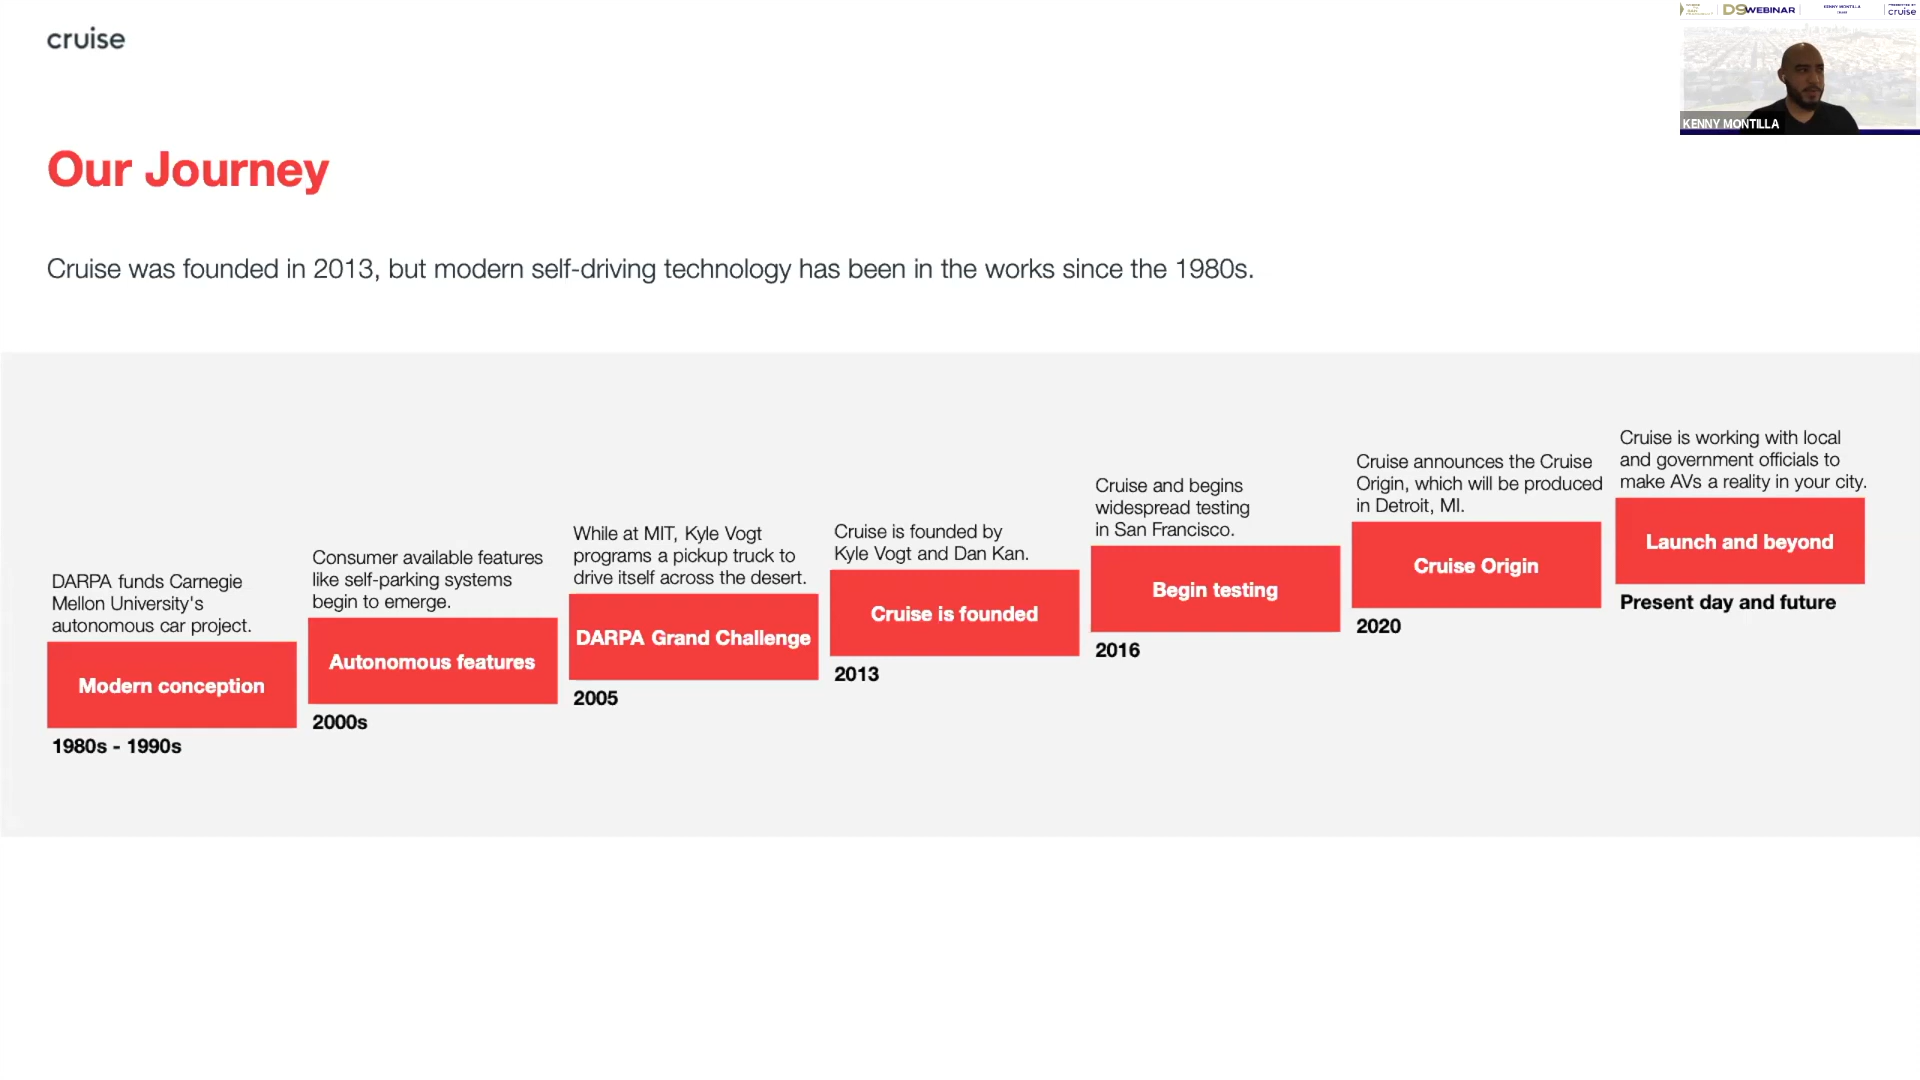 cruise
D9WEBINAR
KENNY MONTILLA
cruise
KENNY MONTILLA
Our Journey
Cruise was founded in 2013, but modern self-driving technology has been in the works since the 1980s.
DARPA funds Carnegie
Mellon University's
autonomous car project.
Modern conception
1980s - 1990s
Consumer available features
like self-parking systems
begin to emerge.
Autonomous features
2000s
While at MIT, Kyle Vogt
programs a pickup truck to
drive itself across the desert.
DARPA Grand Challenge
2005
Cruise is founded by
Kyle Vogt and Dan Kan.
Cruise is founded
2013
Cruise and begins
widespread testing
in San Francisco.
Begin testing
2016
Cruise announces the Cruise
Origin, which will be produced
in Detroit, MI.
Cruise Origin
2020
Cruise is working with local
and government officials to
make AVs a reality in your city.
Launch and beyond
Present day and future